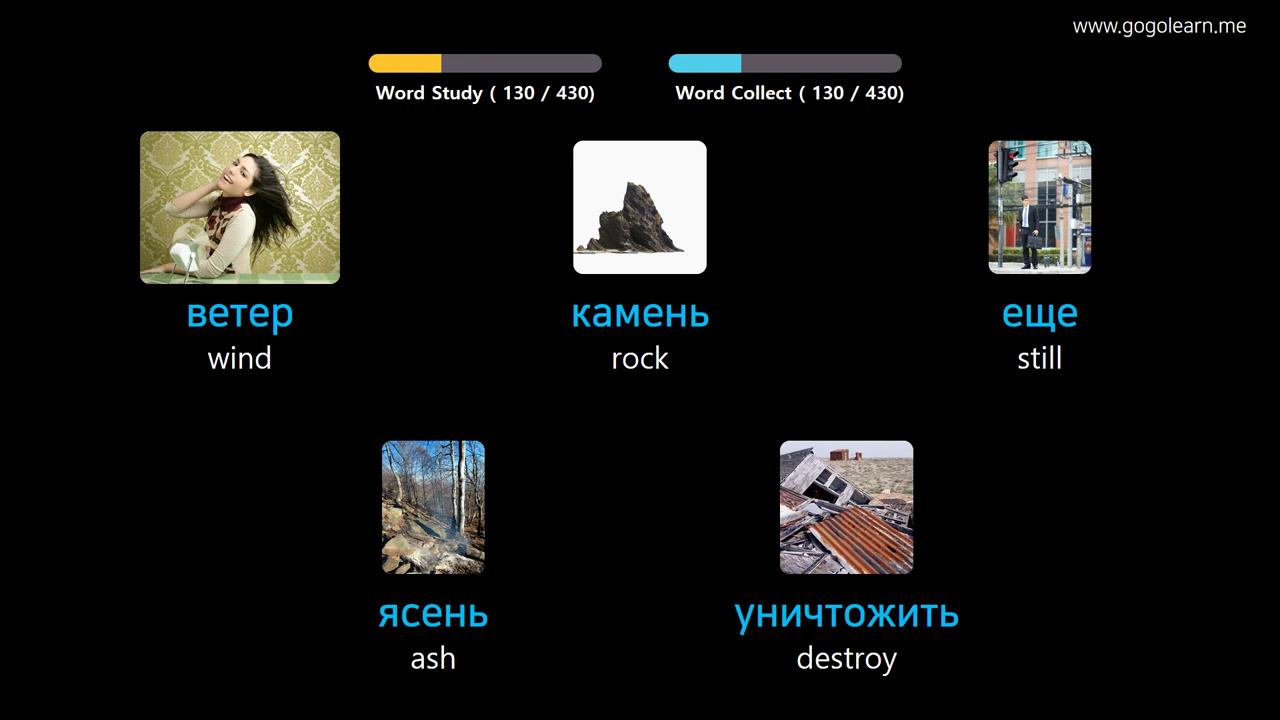 www.gogolearn.me
Word Study ( 130 / 430)
Word Collect ( 130 / 430)
ветер
wind
камень
rock
еще
still
ясень
ash
уничтожить
destroy